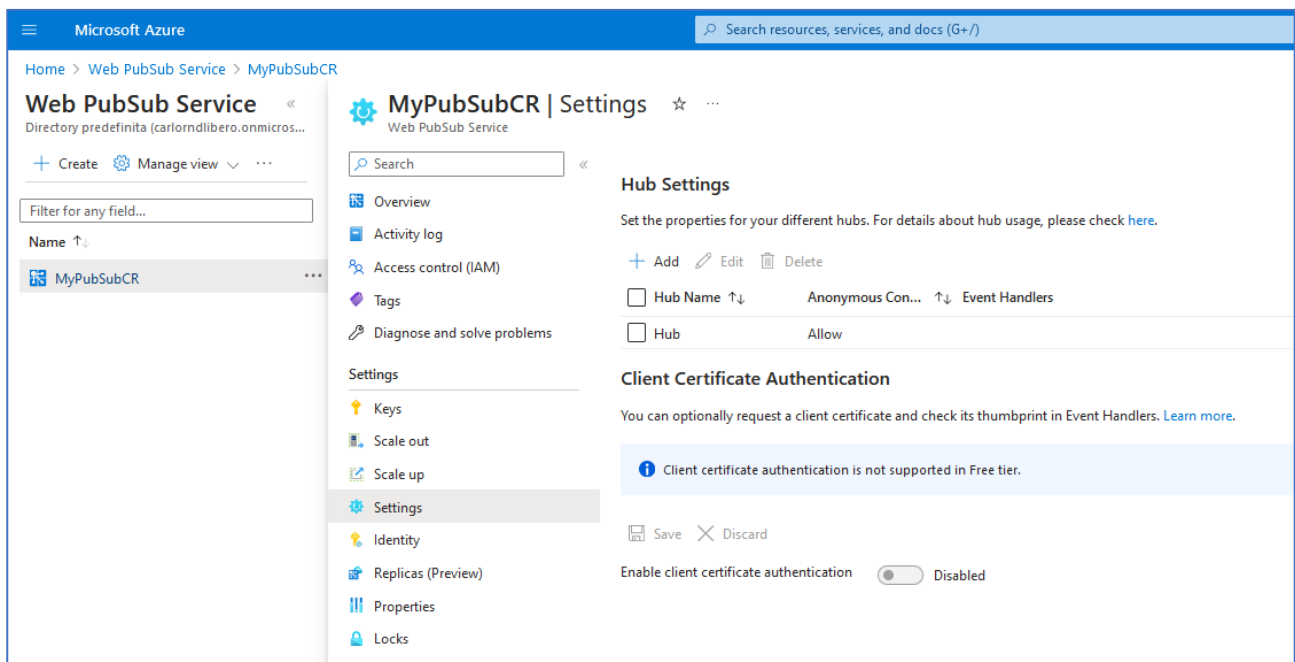 Microsoft Azure
Search resources, services, and docs (G+/)
Home > Web PubSub Service > MyPubSubCR
Web PubSub Service «
Directory predefinita (carlorndlibero.onmicros...
+ Create Manage view ···
Filter for any field...
Name ↑↓
MyPubSubCR ···
MyPubSubCR | Settings ☆ ···
Web PubSub Service
Search «
Overview
Activity log
Access control (IAM)
Tags
Diagnose and solve problems
Settings
Keys
Scale out
Scale up
Settings
Identity
Replicas (Preview)
Properties
Locks
Hub Settings
Set the properties for your different hubs. For details about hub usage, please check here.
+ Add Edit Delete
Hub Name ↑↓ Anonymous Con... ↑↓ Event Handlers
Hub Allow
Client Certificate Authentication
You can optionally request a client certificate and check its thumbprint in Event Handlers. Learn more.
Client certificate authentication is not supported in Free tier.
Save Discard
Enable client certificate authentication Disabled